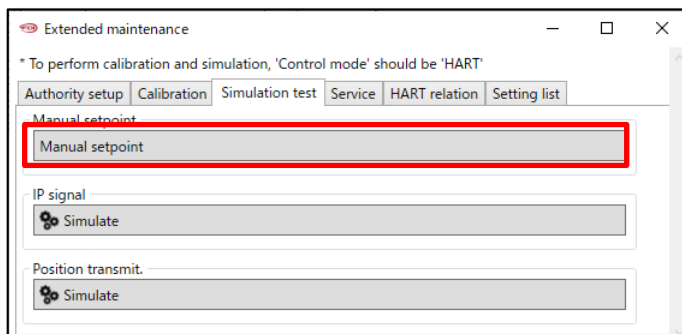 Extended maintenance
* To perform calibration and simulation, 'Control mode' should be 'HART'
Authority setup Calibration Simulation test Service HART relation Setting list
Manual setpoint
Manual setpoint
IP signal
Simulate
Position transmit.
Simulate